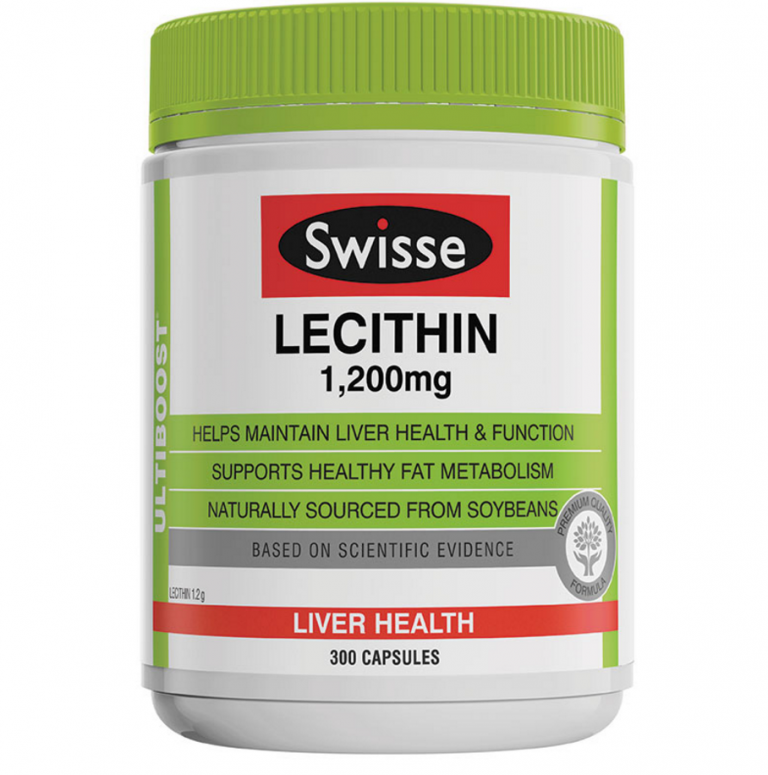 Swisse
LECITHIN
1,200mg
ULTIBOOST
HELPS MAINTAIN LIVER HEALTH & FUNCTION
SUPPORTS HEALTHY FAT METABOLISM
NATURALLY SOURCED FROM SOYBEANS
BASED ON SCIENTIFIC EVIDENCE
PREMIUM QUALITY
FORMULA
LECITHIN 1.2g
LIVER HEALTH
300 CAPSULES